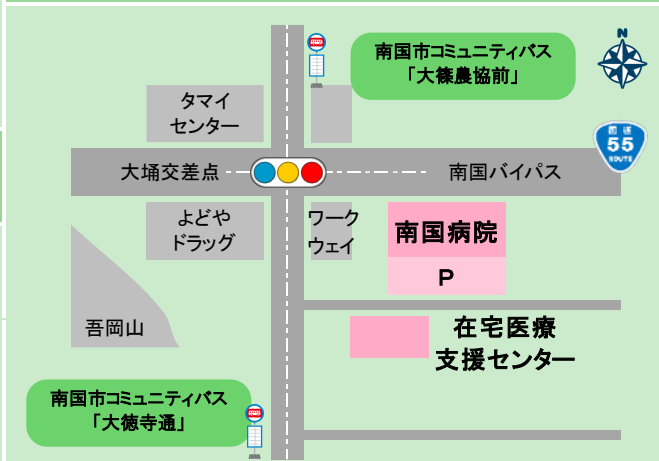 南国市コミュニティバス
「大篠農協前」
N
タマイ
センター
国道
55
ROUTE
大埇交差点
南国バイパス
よどや
ドラッグ
ワーク
ウェイ
南国病院
P
吾岡山
在宅医療
支援センター
南国市コミュニティバス
「大徳寺通」